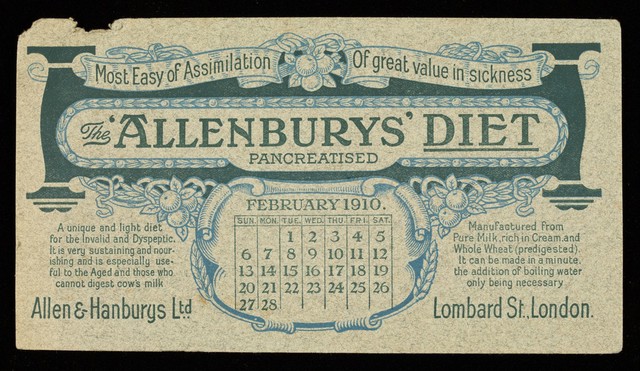 Most Easy of Assimilation
Of great value in sickness
The 'ALLENBURYS' DIET
PANCREATISED
FEBRUARY 1910.
SUN. MON. TUE. WED. THU. FRI. SAT.
1 2 3 4 5
6 7 8 9 10 11 12
13 14 15 16 17 18 19
20 21 22 23 24 25 26
27 28
A unique and light diet
for the Invalid and Dyspeptic.
It is very sustaining and nour-
ishing and is especially use-
ful to the Aged and those who
cannot digest cow's milk
Allen & Hanburys Ltd
Manufactured from
Pure Milk, rich in Cream, and
Whole Wheat (predigested).
It can be made in a minute,
the addition of boiling water
only being necessary
Lombard St., London.